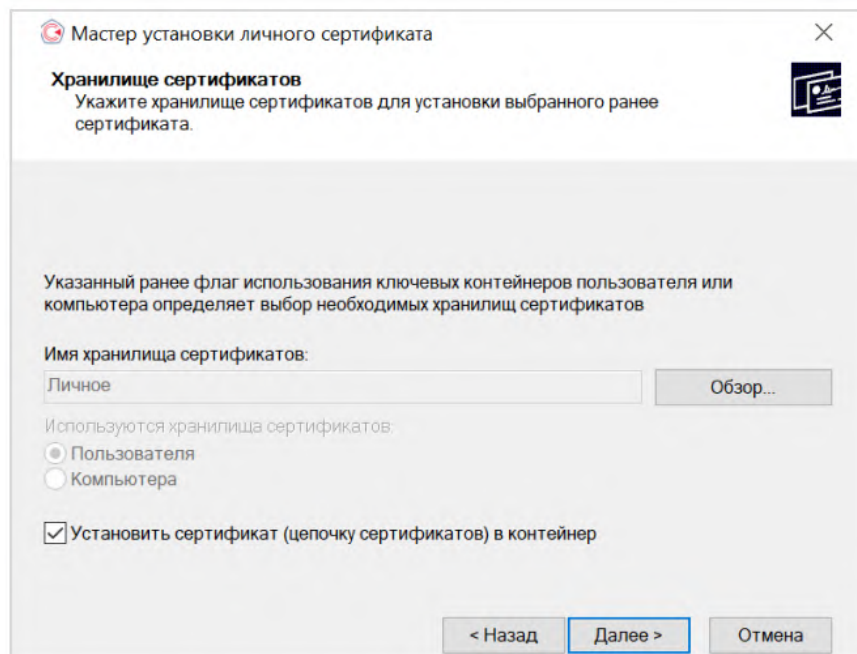 Мастер установки личного сертификата
Хранилище сертификатов
Укажите хранилище сертификатов для установки выбранного ранее
сертификата.
Указанный ранее флаг использования ключевых контейнеров пользователя или
компьютера определяет выбор необходимых хранилищ сертификатов
Имя хранилища сертификатов:
Личное
Обзор...
Используются хранилища сертификатов:
Пользователя
Компьютера
Установить сертификат (цепочку сертификатов) в контейнер
< Назад
Далее >
Отмена